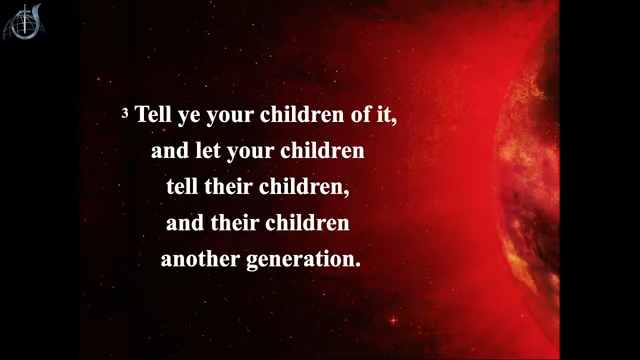 3 Tell ye your children of it,
and let your children
tell their children,
and their children
another generation.